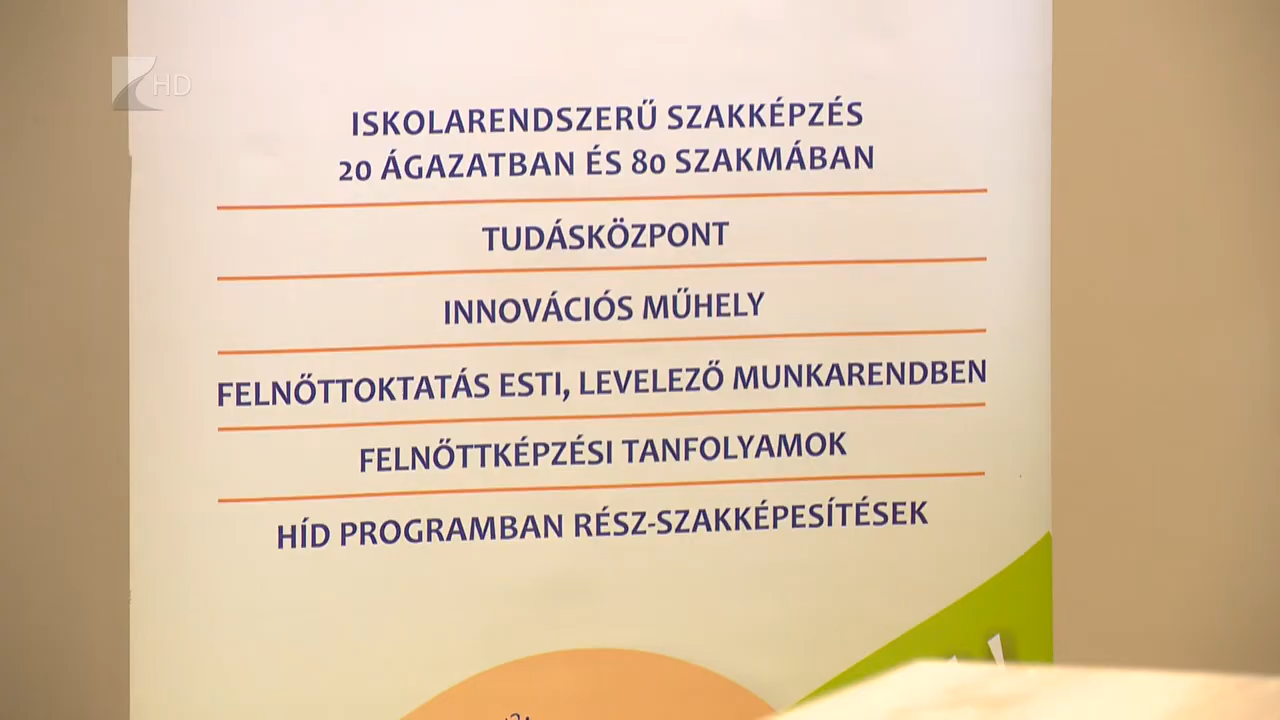 HD
ISKOLARENDSZERŰ SZAKKÉPZÉS
20 ÁGAZATBAN ÉS 80 SZAKMÁBAN
TUDÁSKÖZPONT
INNOVÁCIÓS MŰHELY
FELNŐTTOKTATÁS ESTI, LEVELEZŐ MUNKARENDBEN
FELNŐTTKÉPZÉSI TANFOLYAMOK
HÍD PROGRAMBAN RÉSZ-SZAKKÉPESÍTÉSEK